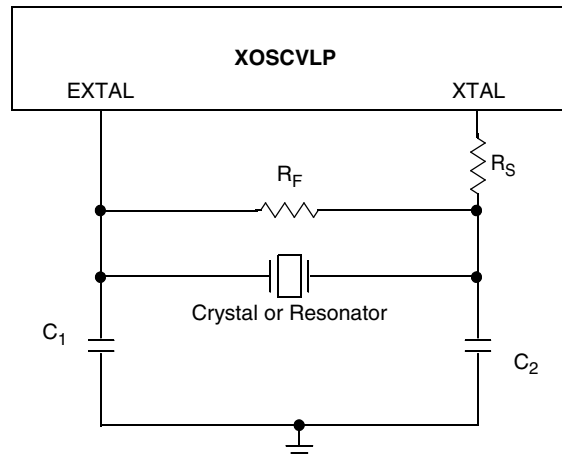 XOSCVLP
EXTAL
XTAL
R_S
R_F
Crystal or Resonator
C_1
C_2